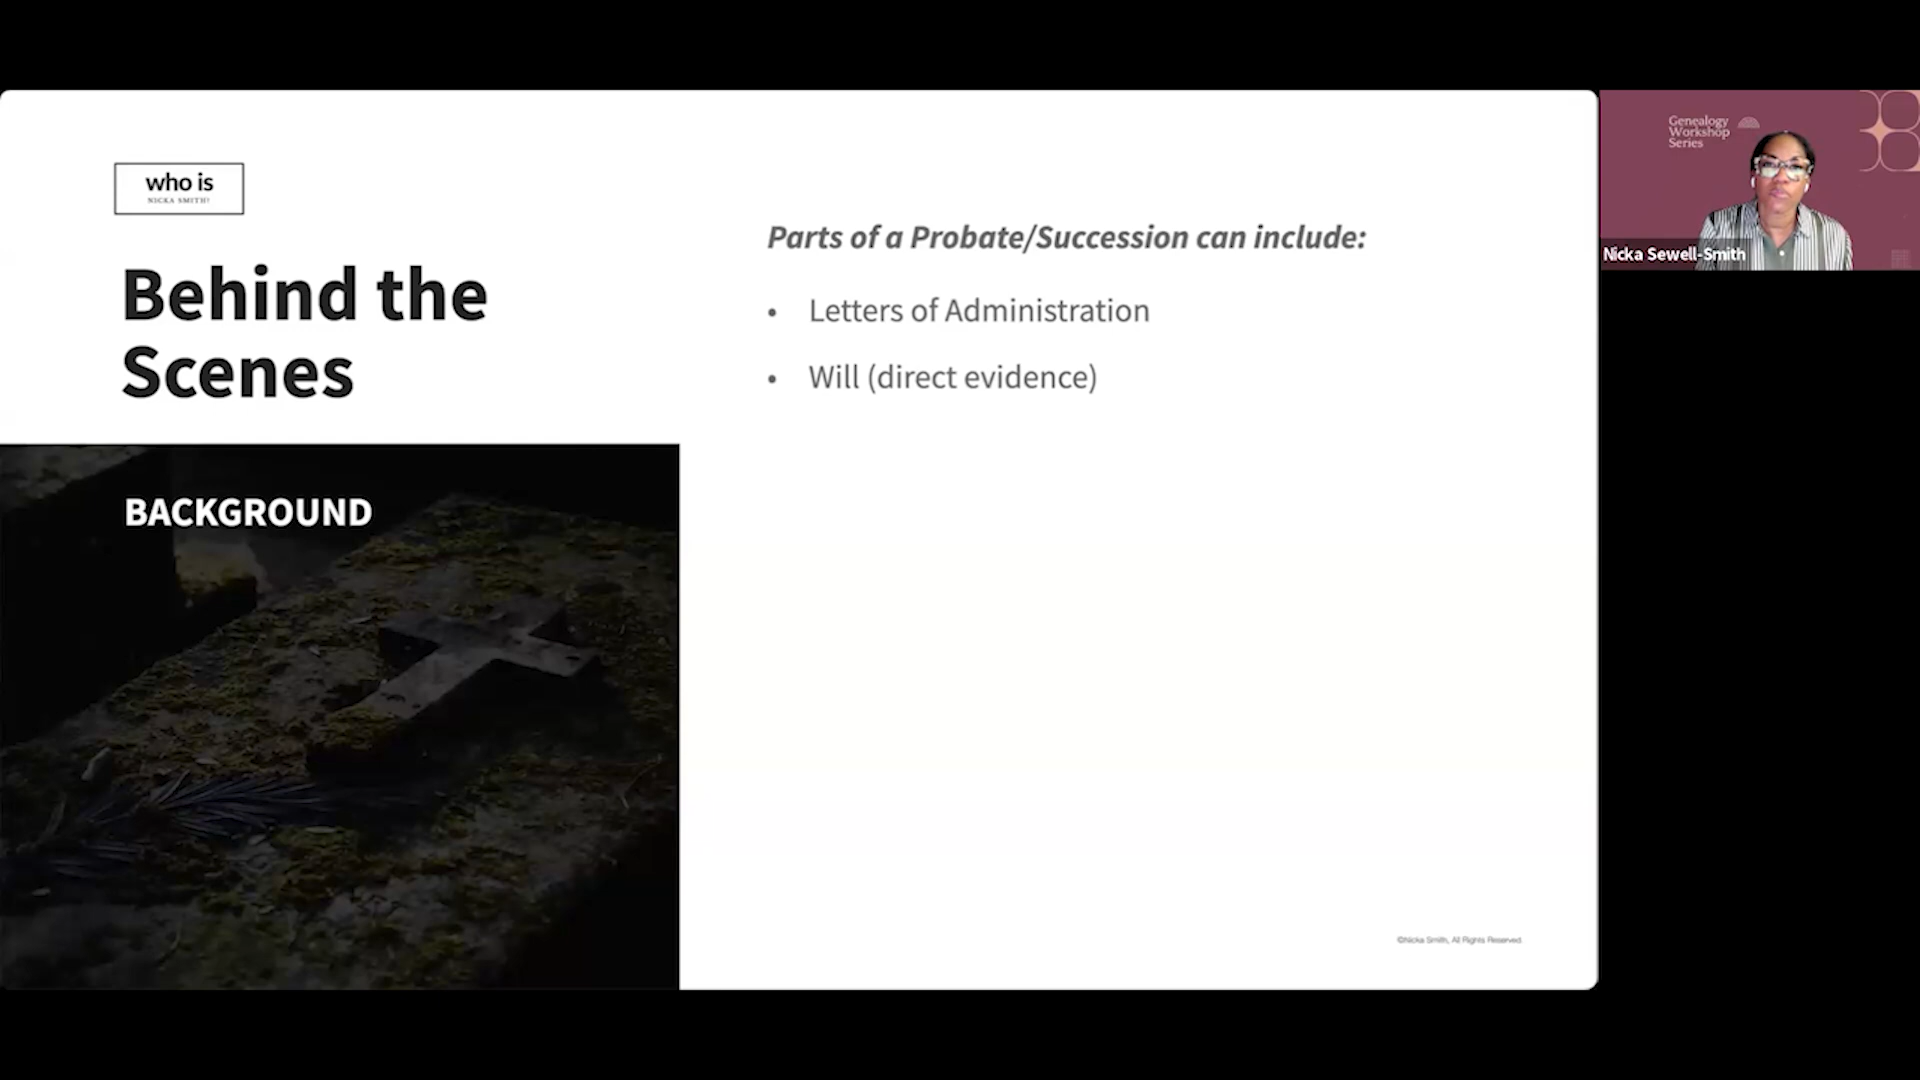 who is
NICKA SMITH?
Behind the
Scenes
BACKGROUND
Parts of a Probate/Succession can include:
• Letters of Administration
• Will (direct evidence)
©Nicka Smith, All Rights Reserved.
Genealogy
Workshop
Series
Nicka Sewell-Smith